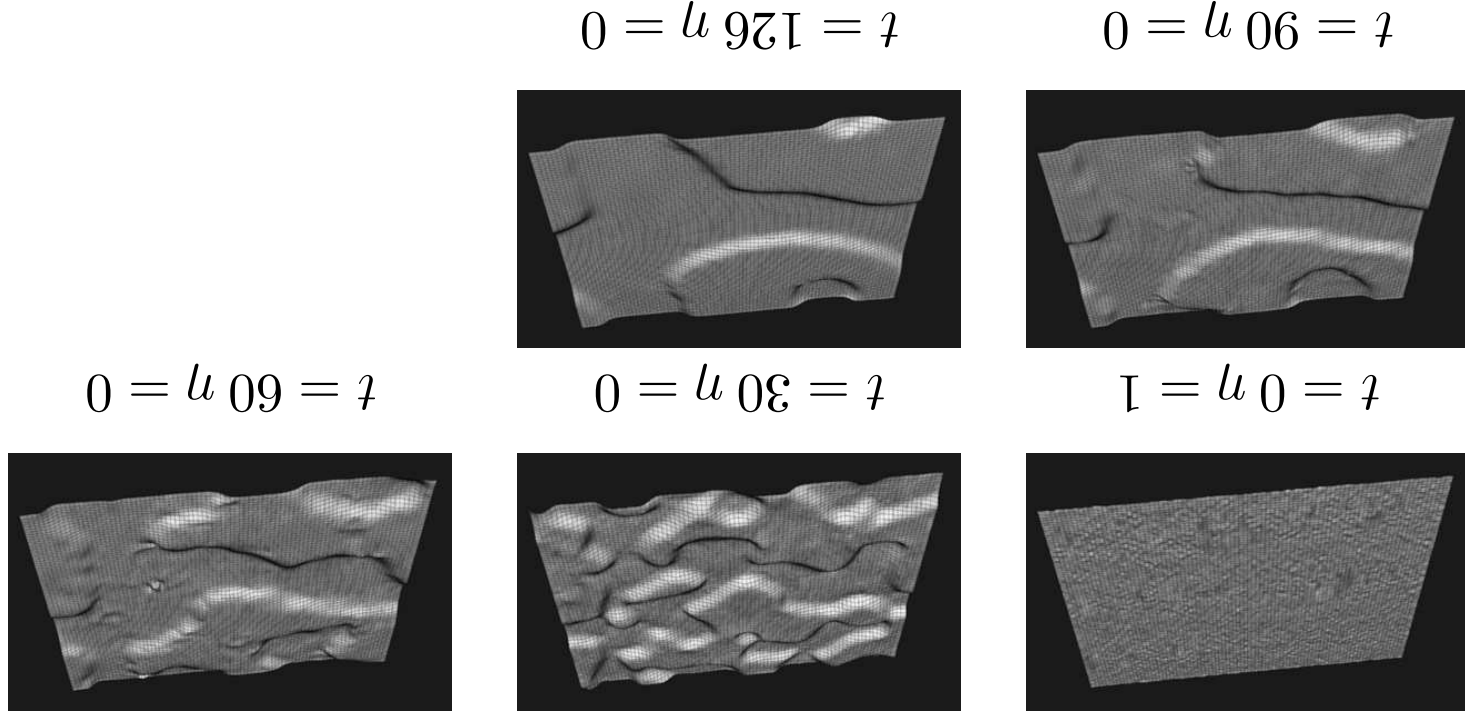 t = 0 η = 1
t = 30 η = 0
t = 60 η = 0
t = 90 η = 0
t = 126 η = 0